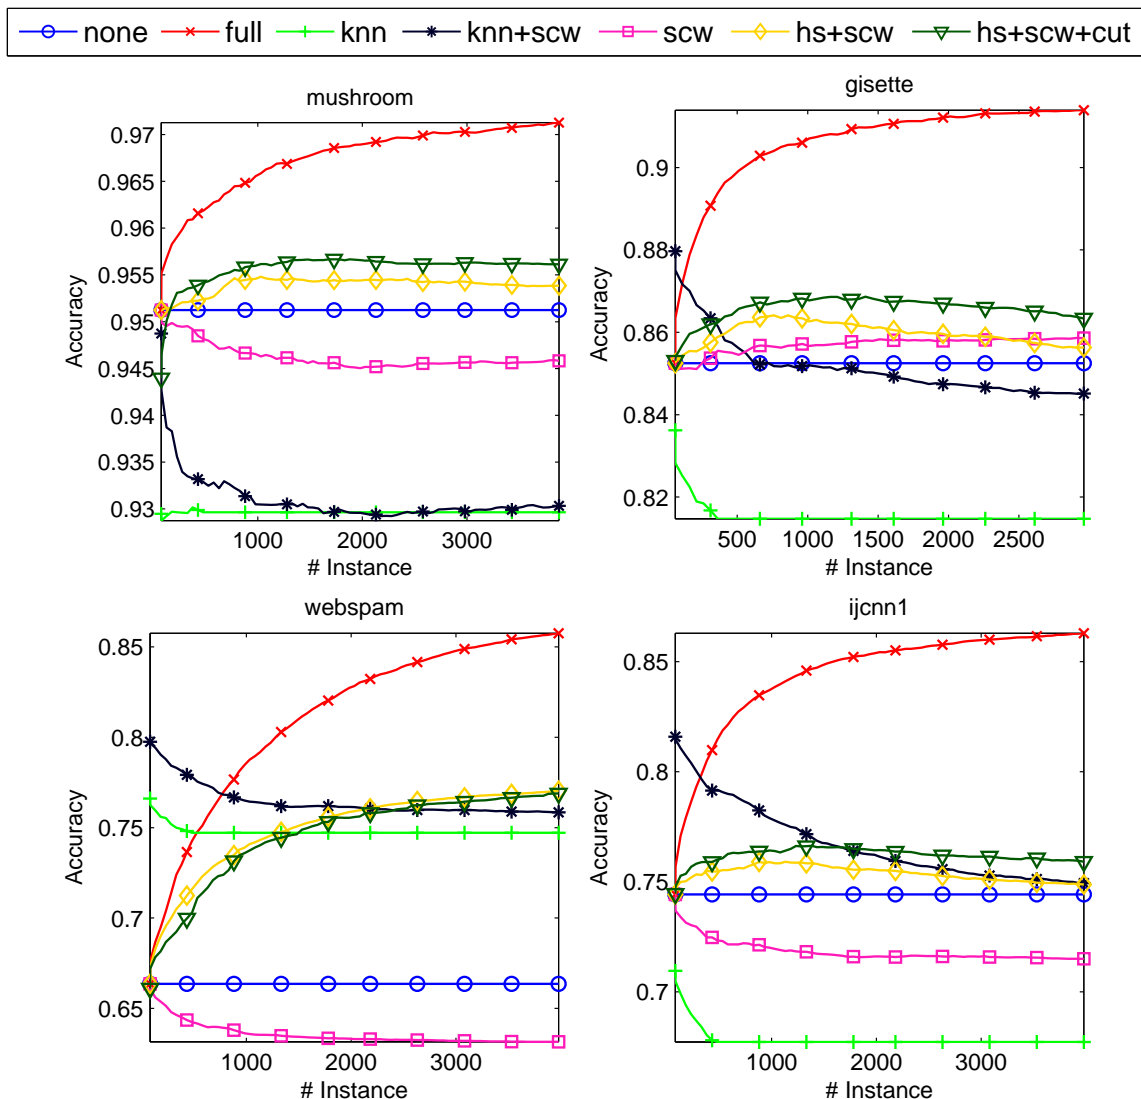 none full knn knn+scw scw hs+scw hs+scw+cut
mushroom
0.97
0.965
0.96
0.955
0.95
0.945
0.94
0.935
0.93
Accuracy
1000 2000 3000
# Instance
gisette
0.9
0.88
0.86
0.84
0.82
Accuracy
500 1000 1500 2000 2500
# Instance
webspam
0.85
0.8
0.75
0.7
0.65
Accuracy
1000 2000 3000
# Instance
ijcnn1
0.85
0.8
0.75
0.7
Accuracy
1000 2000 3000
# Instance